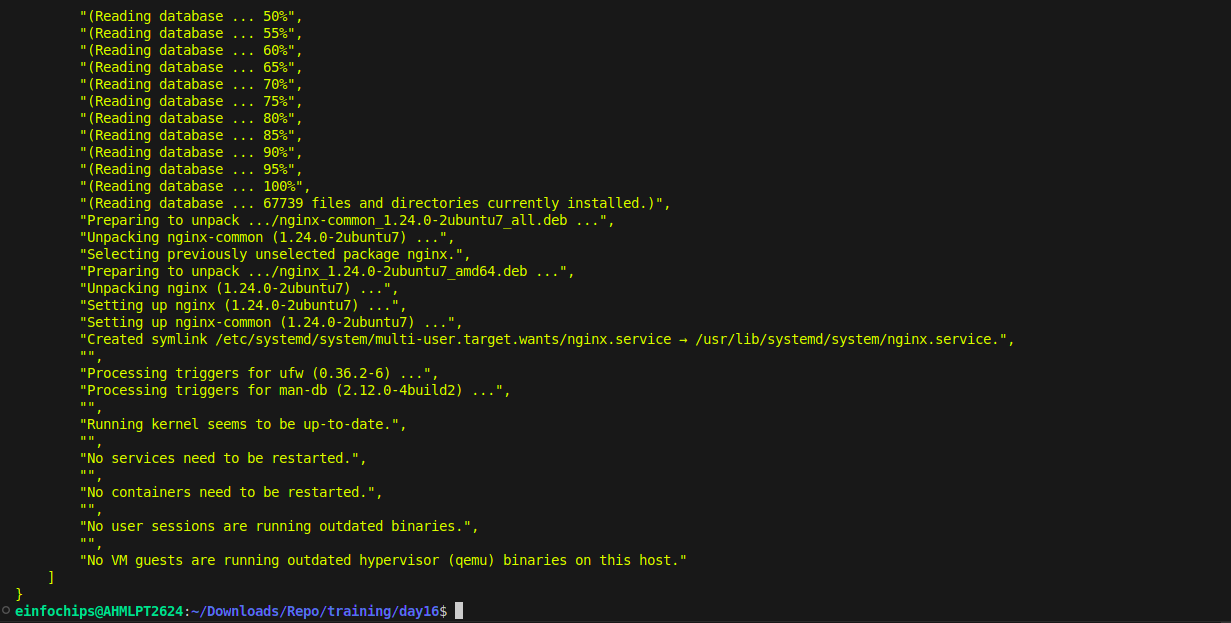 "(Reading database ... 50%",
"(Reading database ... 55%",
"(Reading database ... 60%",
"(Reading database ... 65%",
"(Reading database ... 70%",
"(Reading database ... 75%",
"(Reading database ... 80%",
"(Reading database ... 85%",
"(Reading database ... 90%",
"(Reading database ... 95%",
"(Reading database ... 100%",
"(Reading database ... 67739 files and directories currently installed.)",
"Preparing to unpack .../nginx-common_1.24.0-2ubuntu7_all.deb ...",
"Unpacking nginx-common (1.24.0-2ubuntu7) ...",
"Selecting previously unselected package nginx.",
"Preparing to unpack .../nginx_1.24.0-2ubuntu7_amd64.deb ...",
"Unpacking nginx (1.24.0-2ubuntu7) ...",
"Setting up nginx (1.24.0-2ubuntu7) ...",
"Setting up nginx-common (1.24.0-2ubuntu7) ...",
"Created symlink /etc/systemd/system/multi-user.target.wants/nginx.service → /usr/lib/systemd/system/nginx.service.",
"",
"Processing triggers for ufw (0.36.2-6) ...",
"Processing triggers for man-db (2.12.0-4build2) ...",
"",
"Running kernel seems to be up-to-date.",
"",
"No services need to be restarted.",
"",
"No containers need to be restarted.",
"",
"No user sessions are running outdated binaries.",
"",
"No VM guests are running outdated hypervisor (qemu) binaries on this host."
]
}
einfochips@AHMLPT2624:~/Downloads/Repo/training/day16$